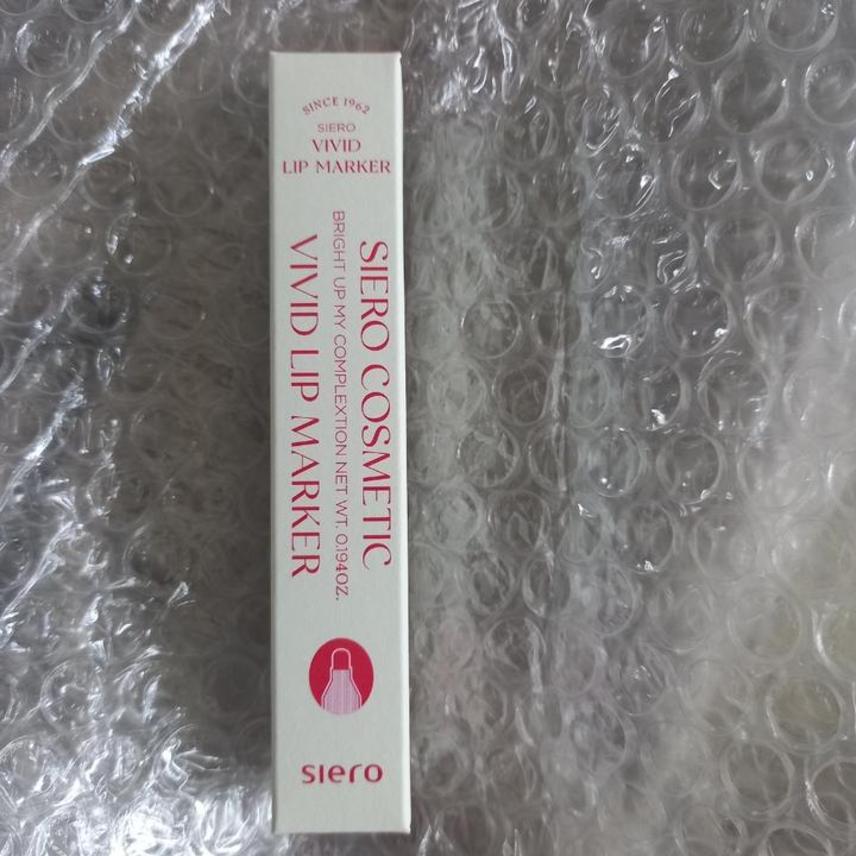 SINCE 1962
SIERO
VIVID
LIP MARKER
SIERO COSMETIC
BRIGHT UP MY COMPLEXTION NET WT. 0.194OZ.
VIVID LIP MARKER
siero